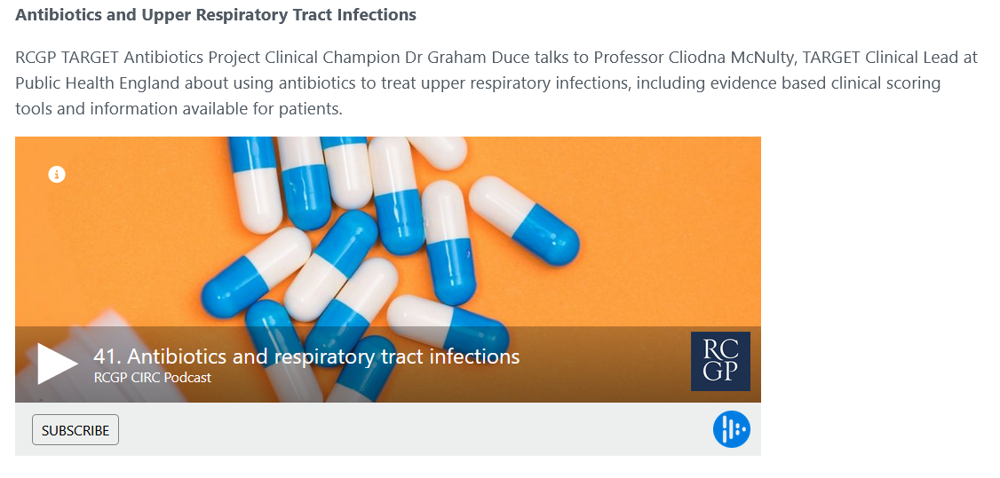 Antibiotics and Upper Respiratory Tract Infections
RCGP TARGET Antibiotics Project Clinical Champion Dr Graham Duce talks to Professor Cliodna McNulty, TARGET Clinical Lead at
Public Health England about using antibiotics to treat upper respiratory infections, including evidence based clinical scoring
tools and information available for patients.
i
41. Antibiotics and respiratory tract infections
RCGP CIRC Podcast
RC
GP
SUBSCRIBE